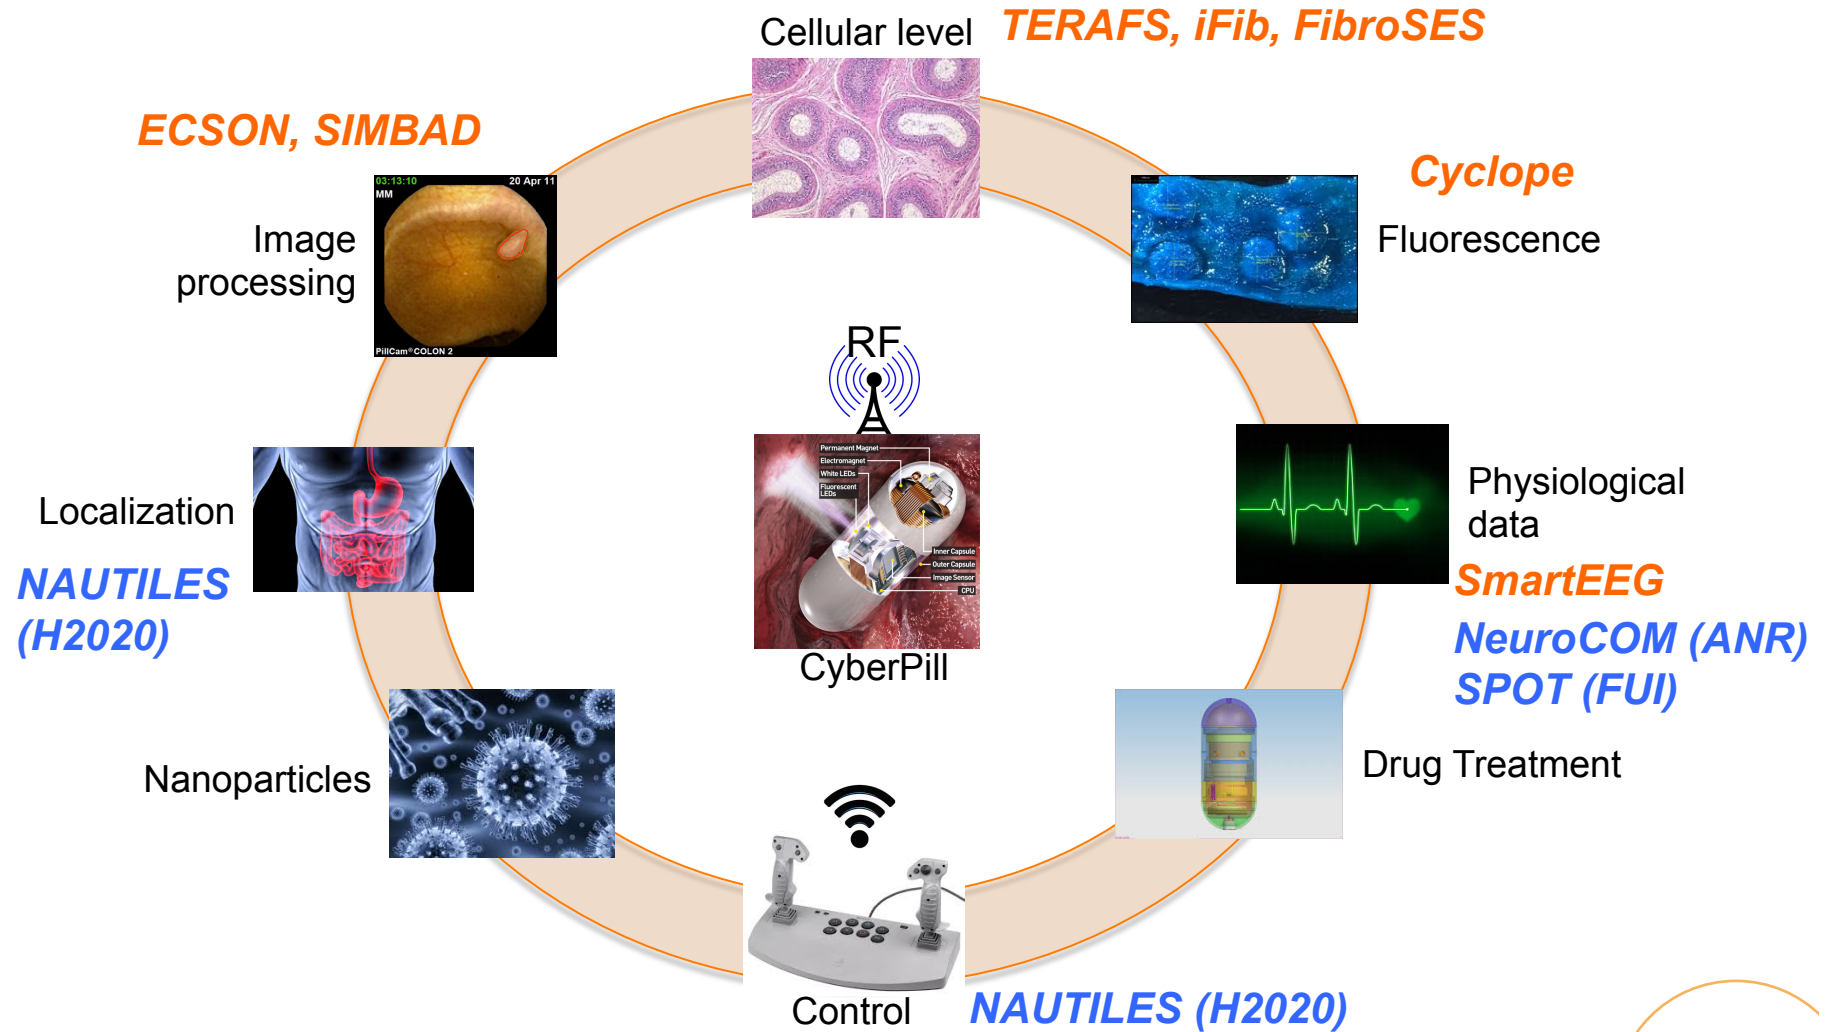 Cellular level
TERAFS, iFib, FibroSES
ECSON, SIMBAD
03:13:10
20 Apr 11
MM
PillCam®COLON 2
Image
processing
Cyclope
Fluorescence
RF
Permanent Magnet
Electromagnet
White LEDs
Fluorescent
LEDs
Inner Capsule
Outer Capsule
Image Sensor
CPU
CyberPill
Localization
NAUTILES
(H2020)
Physiological
data
SmartEEG
NeuroCOM (ANR)
SPOT (FUI)
Nanoparticles
Drug Treatment
Control
NAUTILES (H2020)